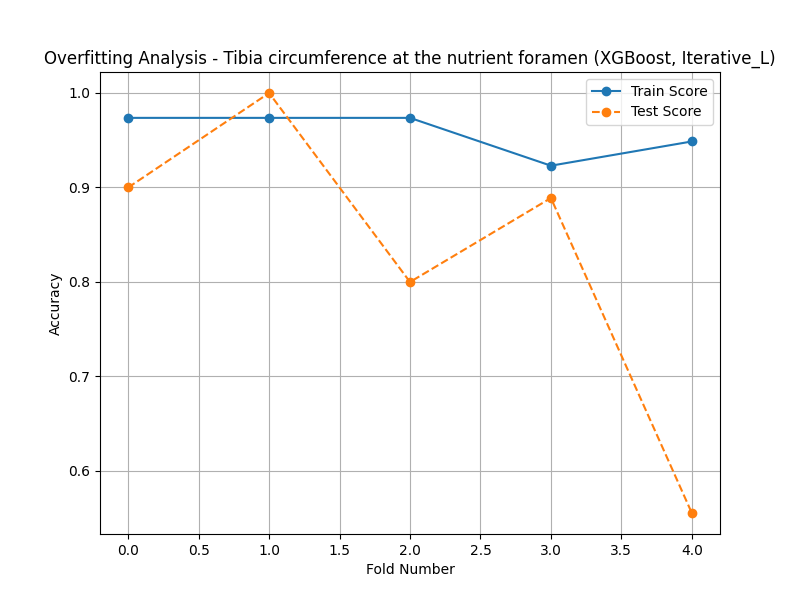 Overfitting Analysis - Tibia circumference at the nutrient foramen (XGBoost, Iterative_L)
Train Score
Test Score
1.0
0.9
0.8
0.7
0.6
Accuracy
0.0 0.5 1.0 1.5 2.0 2.5 3.0 3.5 4.0
Fold Number